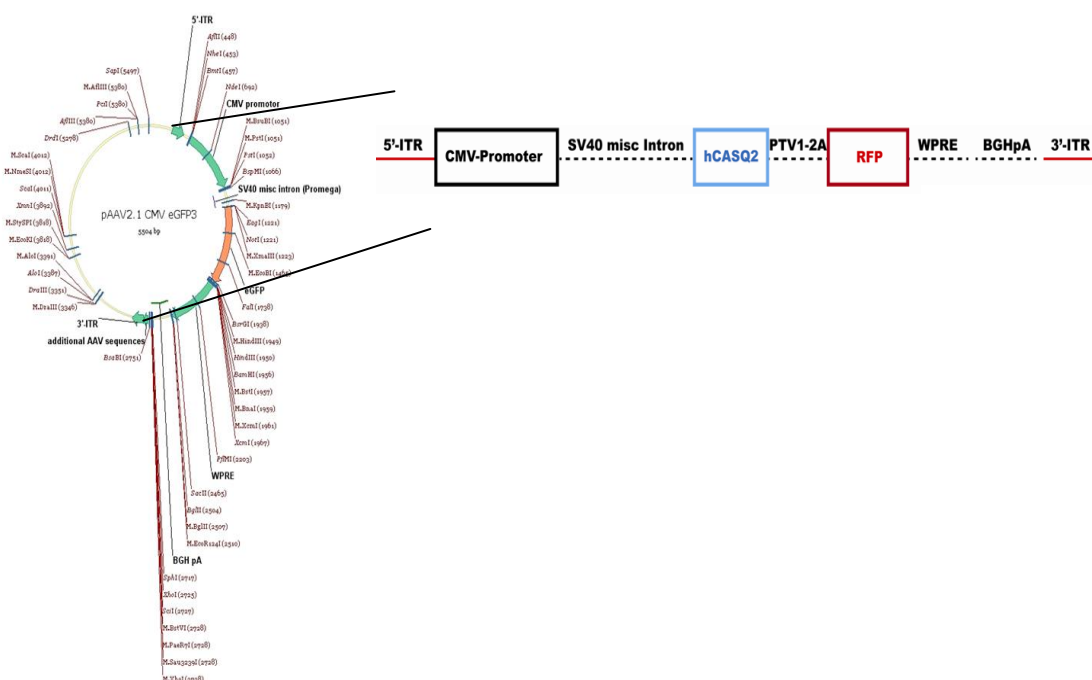 5'-ITR
AflII (448)
NheI (453)
BmtI (457)
NdeI (692)
CMV promotor
M.BsuBI (1051)
M.PstI (1051)
PstI (1052)
BspMI (1066)
SV40 misc intron (Promega)
M.KpnBI (1179)
EagI (1221)
NotI (1221)
M.XmaIII (1223)
M.EcoBI (1464)
eGFP
FalI (1738)
BsrGI (1938)
M.HindIII (1949)
HindIII (1950)
BamHI (1956)
M.BstI (1957)
M.BnaI (1959)
M.XcmI (1961)
XcmI (1967)
PflMI (2203)
WPRE
SacII (2465)
BglII (2504)
M.BglII (2507)
M.EcoR124I (2510)
BGH pA
SphI (2717)
XhoI (2725)
SciI (2727)
M.BstVI (2728)
M.PaeR7I (2728)
M.Sau3239I (2728)
BsaBI (2751)
additional AAV sequences
3'-ITR
M.DraIII (3346)
DraIII (3351)
AloI (3387)
M.AloI (3391)
M.EcoKI (3818)
M.StySPI (3818)
XmnI (3892)
ScaI (4011)
M.NmeSI (4012)
M.ScaI (4012)
DrdI (5278)
AflIII (5380)
PciI (5380)
M.AflIII (5380)
SapI (5497)
pAAV2.1 CMV eGFP3
5504 bp
5'-ITR CMV-Promoter SV40 misc Intron hCASQ2 PTV1-2A RFP WPRE BGHpA 3'-ITR